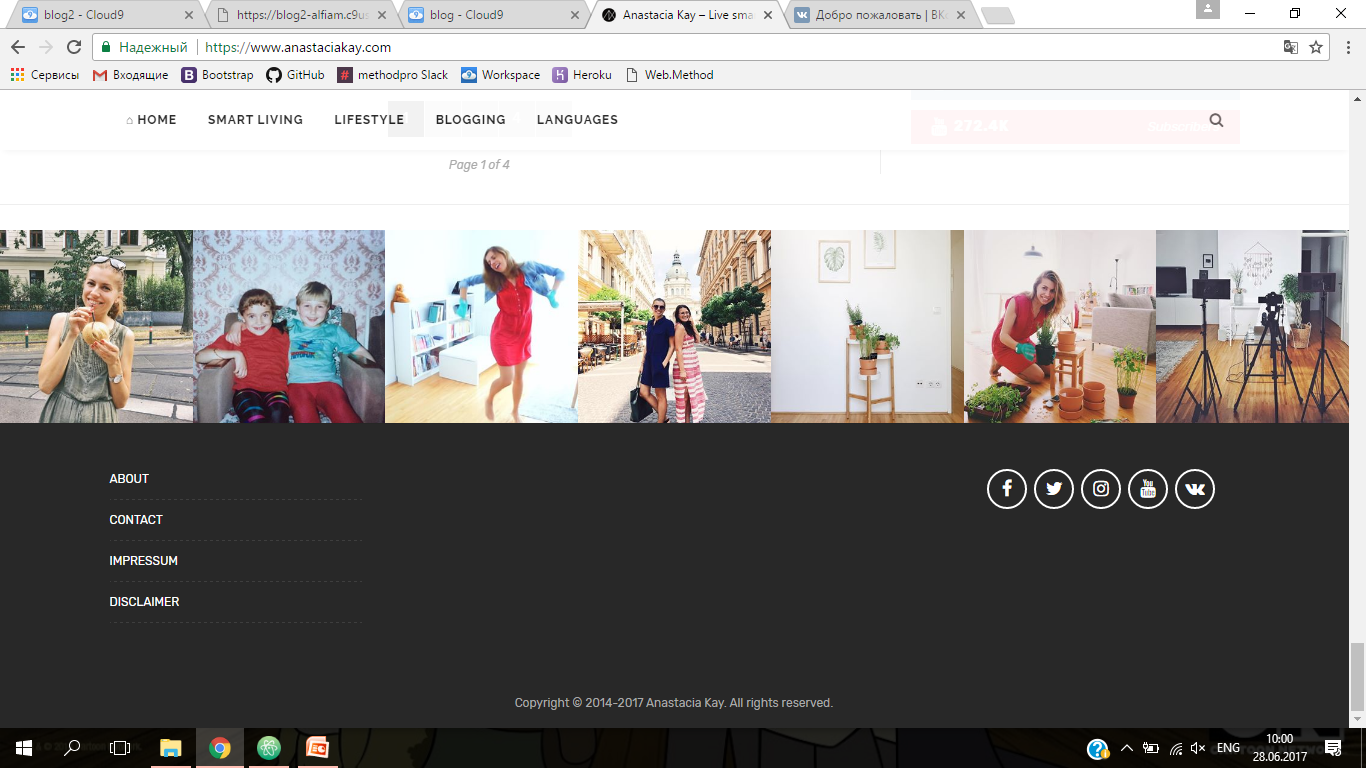 blog2 - Cloud9
https://blog2-alfiam.c9us
blog - Cloud9
Anastacia Kay – Live sma
Добро пожаловать | ВК
Надежный
https://www.anastaciakay.com
Сервисы
Входящие
Bootstrap
GitHub
methodpro Slack
Workspace
Heroku
Web.Method
HOME
SMART LIVING
LIFESTYLE
BLOGGING
LANGUAGES
272.4K
Subscribers
Page 1 of 4
ABOUT
CONTACT
IMPRESSUM
DISCLAIMER
You
Tube
Copyright © 2014-2017 Anastacia Kay. All rights reserved.
ENG
10:00
28.06.2017